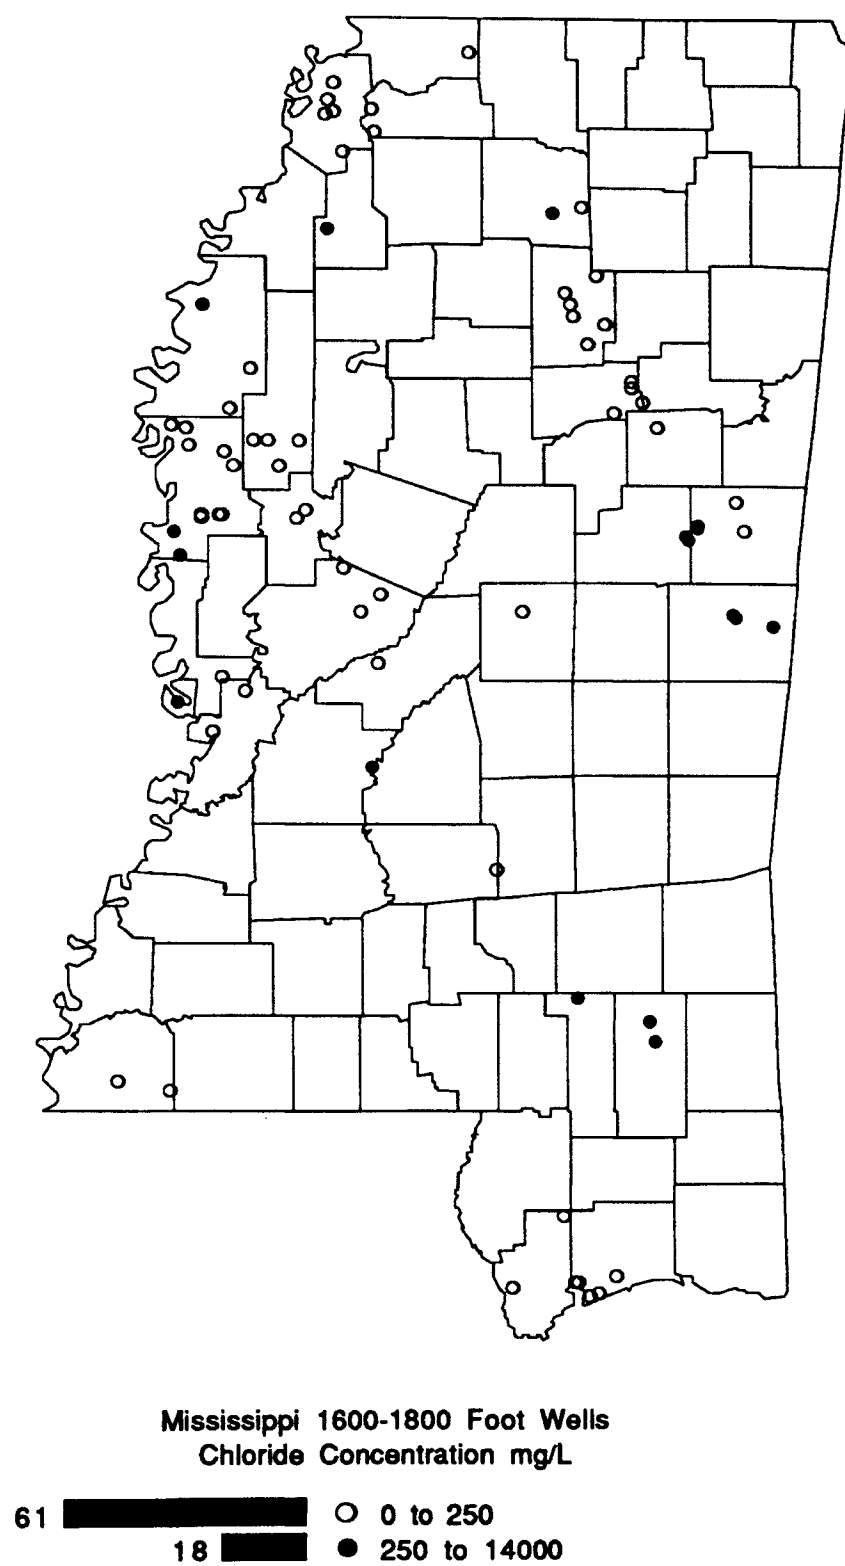 Mississippi 1600-1800 Foot Wells
Chloride Concentration mg/L
61 0 to 250
18 250 to 14000